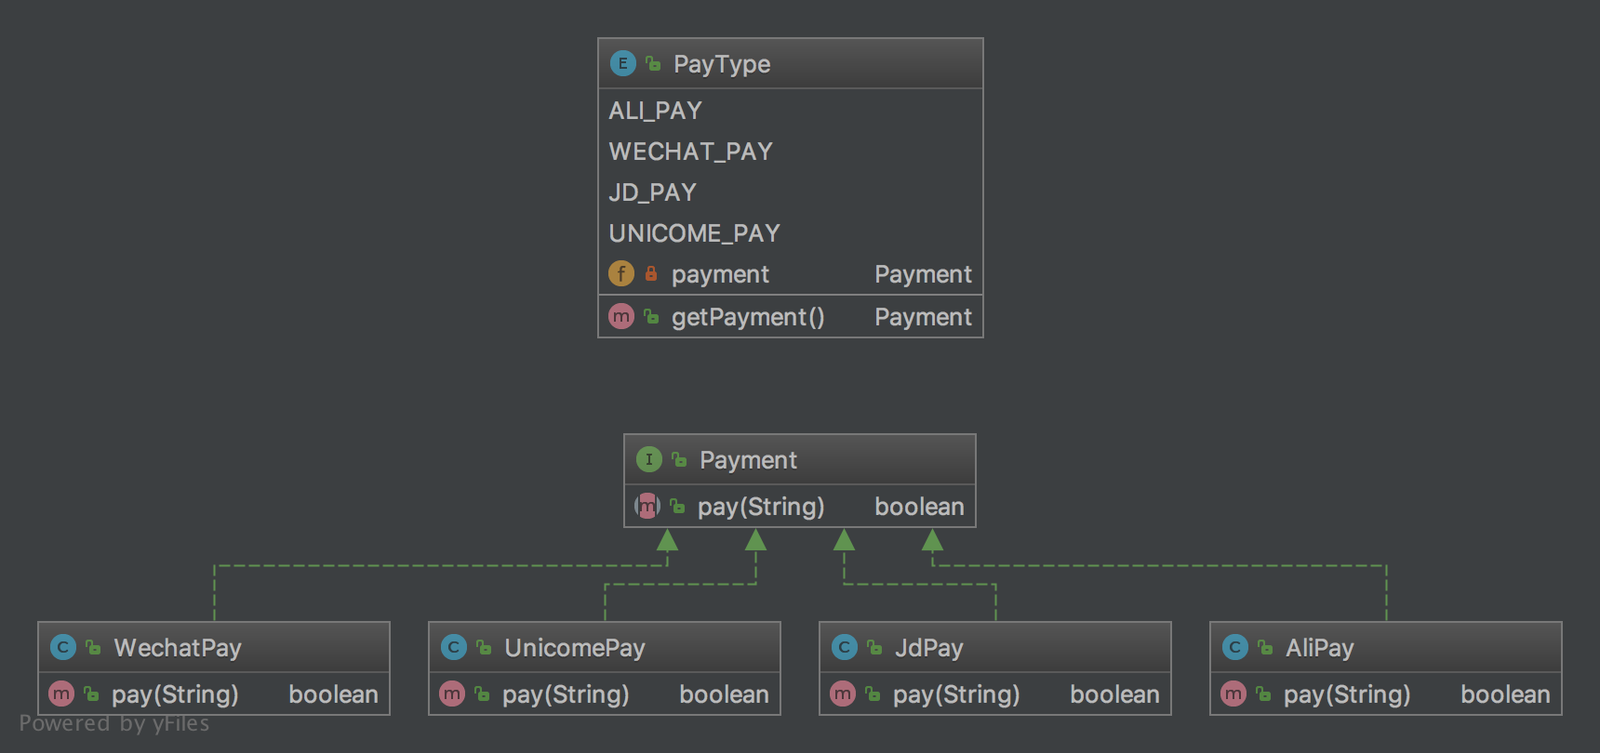 E PayType
ALI_PAY
WECHAT_PAY
JD_PAY
UNICOME_PAY
f payment Payment
m getPayment() Payment
I Payment
m pay(String) boolean
C WechatPay C UnicomePay C JdPay C AliPay
m pay(String) boolean m pay(String) boolean m pay(String) boolean m pay(String) boolean
Powered by yFiles